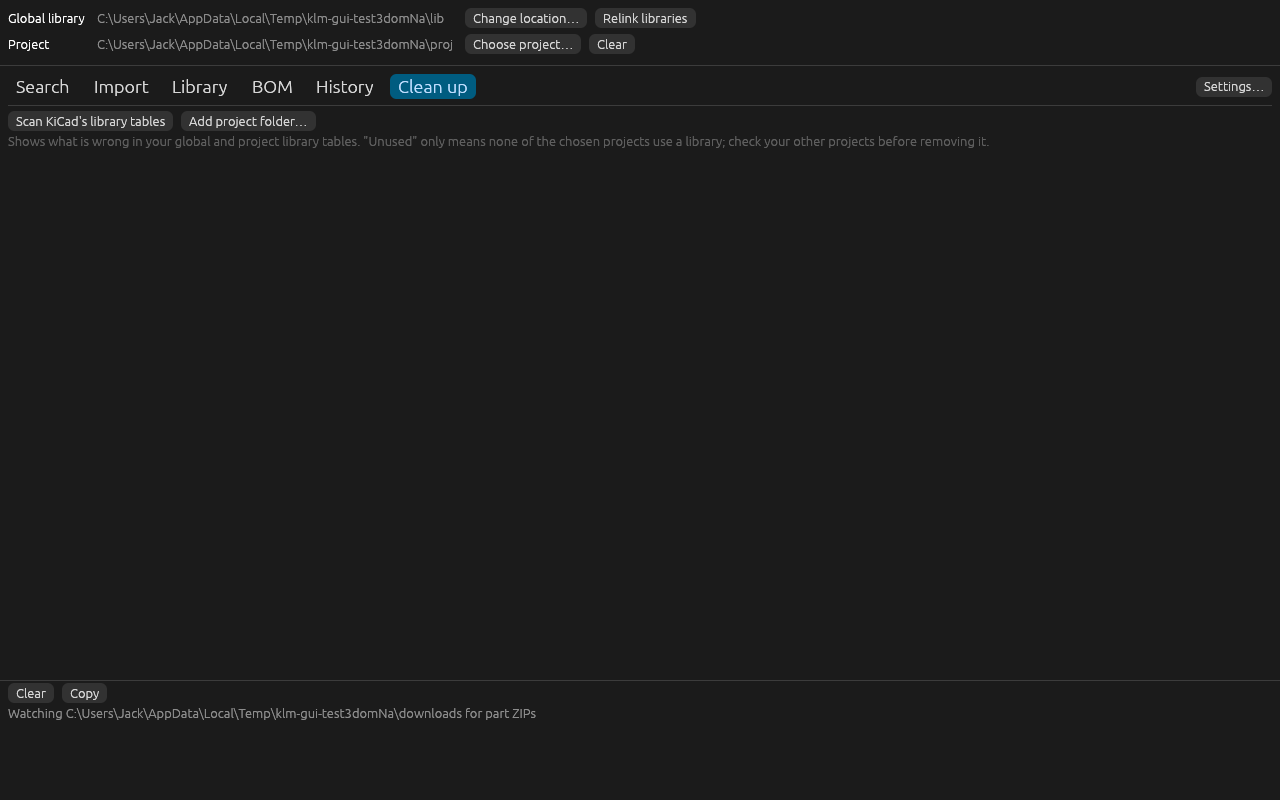 Global library C:\Users\Jack\AppData\Local\Temp\klm-gui-test3domNa\lib Change location… Relink libraries
Project C:\Users\Jack\AppData\Local\Temp\klm-gui-test3domNa\proj Choose project… Clear
Search Import Library BOM History Clean up Settings…
Scan KiCad's library tables Add project folder…
Shows what is wrong in your global and project library tables. "Unused" only means none of the chosen projects use a library; check your other projects before removing it.
Clear Copy
Watching C:\Users\Jack\AppData\Local\Temp\klm-gui-test3domNa\downloads for part ZIPs